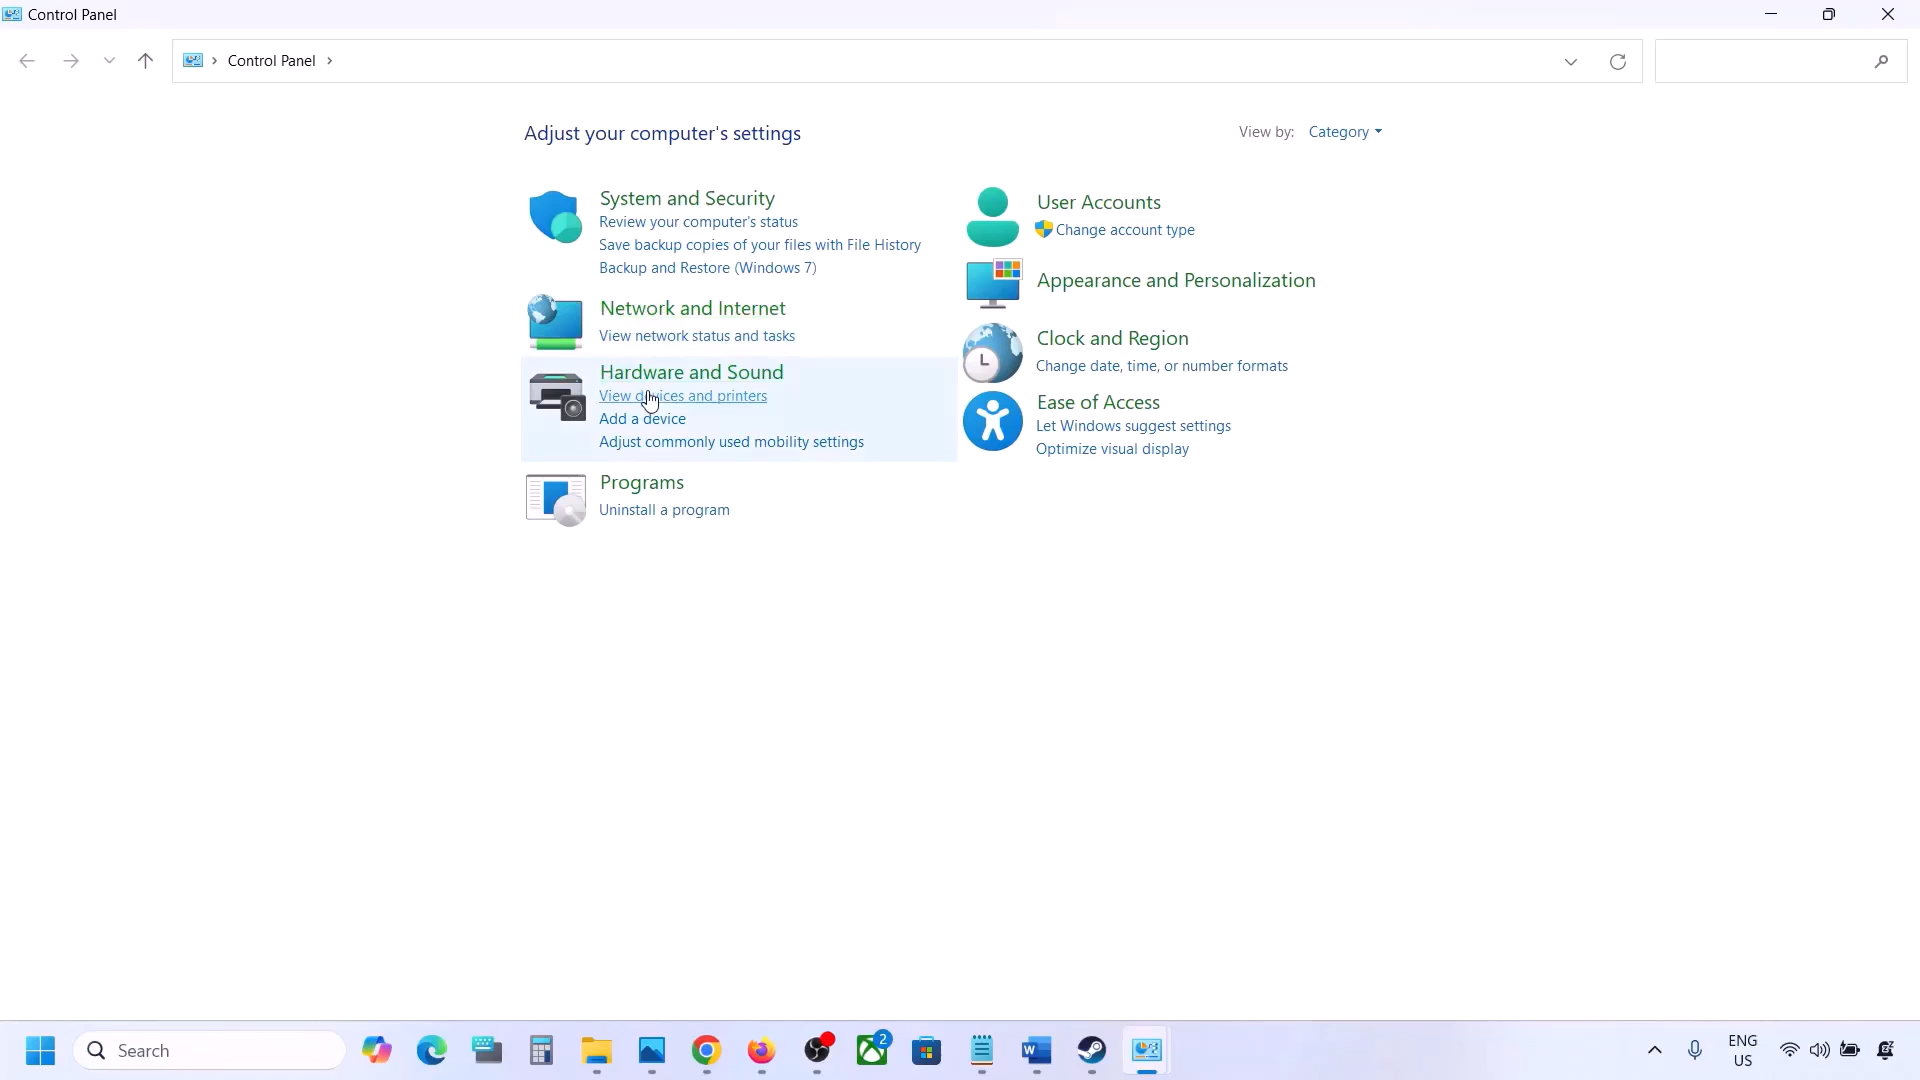 Control Panel
Control Panel
Adjust your computer's settings
View by: Category
System and Security
Review your computer's status
Save backup copies of your files with File History
Backup and Restore (Windows 7)
Network and Internet
View network status and tasks
Hardware and Sound
View devices and printers
Add a device
Adjust commonly used mobility settings
Programs
Uninstall a program
User Accounts
Change account type
Appearance and Personalization
Clock and Region
Change date, time, or number formats
Ease of Access
Let Windows suggest settings
Optimize visual display
Search
2
W
ENG
US